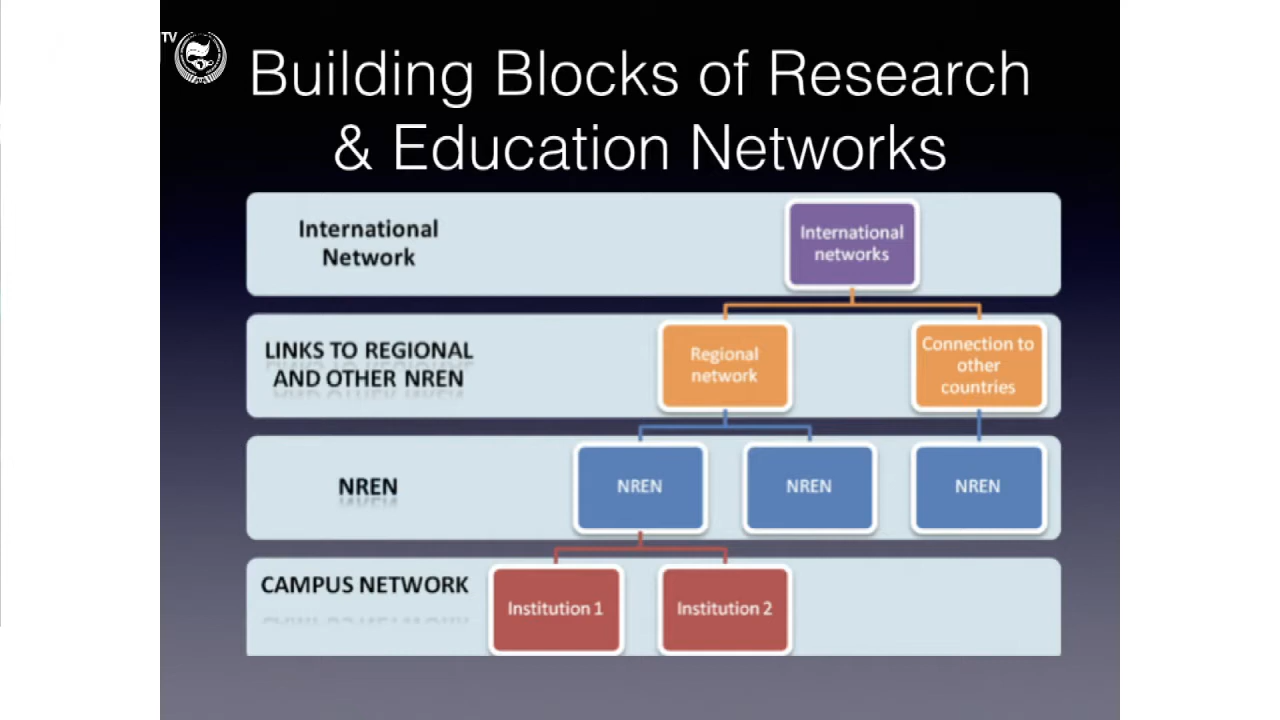 TV
Building Blocks of Research
& Education Networks
International
Network
International
networks
LINKS TO REGIONAL
AND OTHER NREN
Regional
network
Connection to
other
countries
NREN
NREN
NREN
NREN
CAMPUS NETWORK
Institution 1
Institution 2